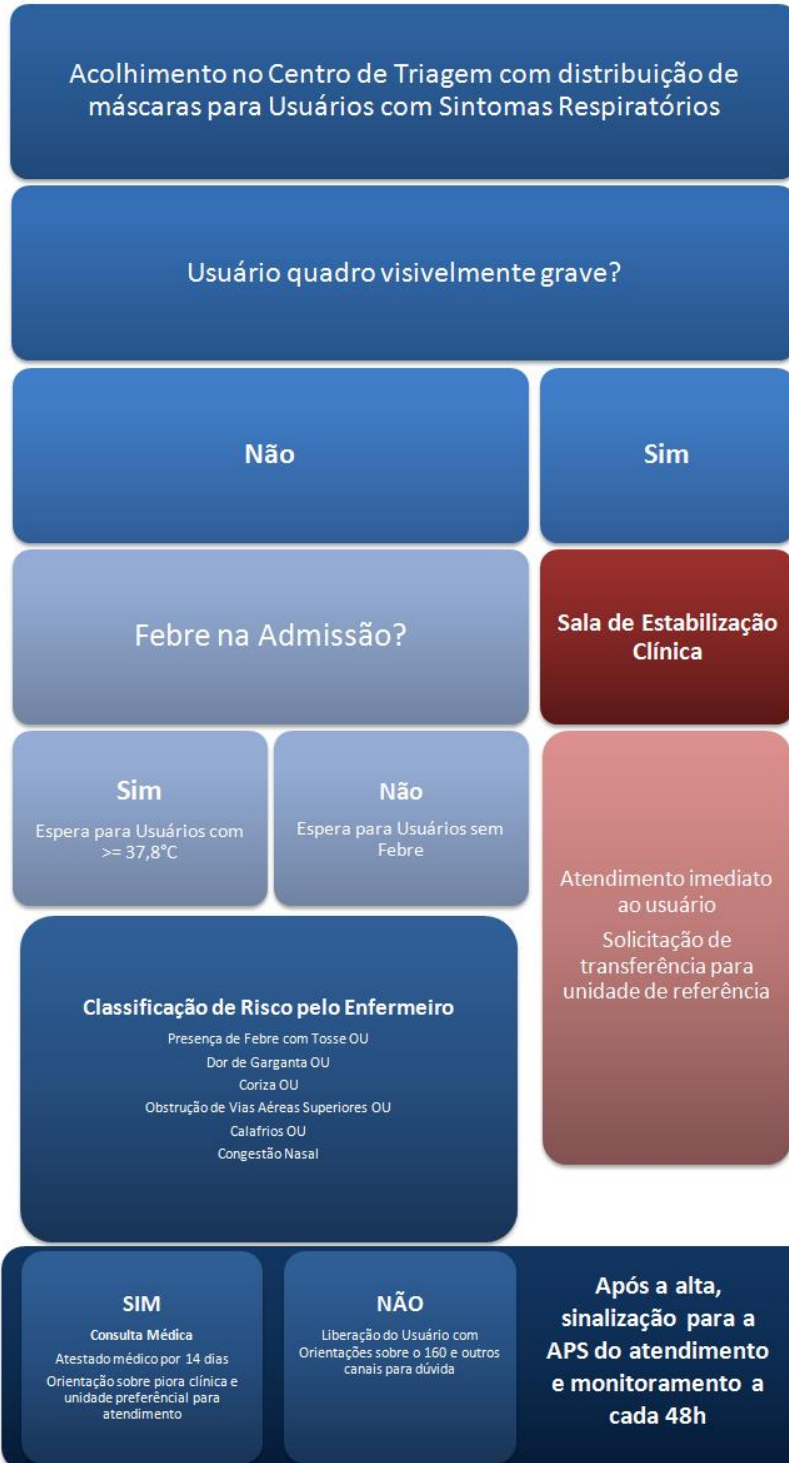 Acolhimento no Centro de Triagem com distribuição de
máscaras para Usuários com Sintomas Respiratórios
Usuário quadro visivelmente grave?
Não
Sim
Febre na Admissão?
Sala de Estabilização
Clínica
Sim
Espera para Usuários com
>= 37,8°C
Não
Espera para Usuários sem
Febre
Atendimento imediato
ao usuário
Solicitação de
transferência para
unidade de referência
Classificação de Risco pelo Enfermeiro
Presença de Febre com Tosse OU
Dor de Garganta OU
Coriza OU
Obstrução de Vias Aéreas Superiores OU
Calafrios OU
Congestão Nasal
SIM
Consulta Médica
Atestado médico por 14 dias
Orientação sobre piora clínica e
unidade preferêncial para
atendimento
NÃO
Liberação do Usuário com
Orientações sobre o 160 e outros
canais para dúvida
Após a alta,
sinalização para a
APS do atendimento
e monitoramento a
cada 48h